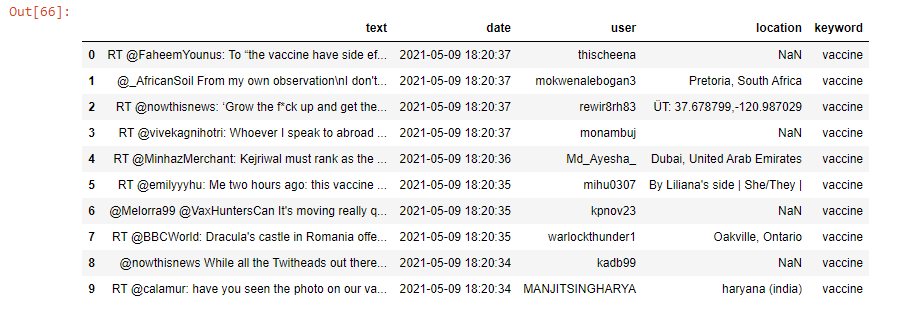 Out[66]:
text date user location keyword
0 RT @FaheemYounus: To “the vaccine have side ef... 2021-05-09 18:20:37 thischeena NaN vaccine
1 @_AfricanSoil From my own observation\nI don't... 2021-05-09 18:20:37 mokwenalebogan3 Pretoria, South Africa vaccine
2 RT @nowthisnews: ‘Grow the f*ck up and get the... 2021-05-09 18:20:37 rewir8rh83 ÜT: 37.678799,-120.987029 vaccine
3 RT @vivekagnihotri: Whoever I speak to abroad ... 2021-05-09 18:20:37 monambuj NaN vaccine
4 RT @MinhazMerchant: Kejriwal must rank as the ... 2021-05-09 18:20:36 Md_Ayesha_ Dubai, United Arab Emirates vaccine
5 RT @emilyyyhu: Me two hours ago: this vaccine ... 2021-05-09 18:20:35 mihu0307 By Liliana's side | She/They | vaccine
6 @Melorra99 @VaxHuntersCan It's moving really q... 2021-05-09 18:20:35 kpnov23 NaN vaccine
7 RT @BBCWorld: Dracula's castle in Romania offe... 2021-05-09 18:20:35 warlockthunder1 Oakville, Ontario vaccine
8 @nowthisnews While all the Twitheads out there... 2021-05-09 18:20:34 kadb99 NaN vaccine
9 RT @calamur: have you seen the photo on our va... 2021-05-09 18:20:34 MANJITSINGHARYA haryana (india) vaccine